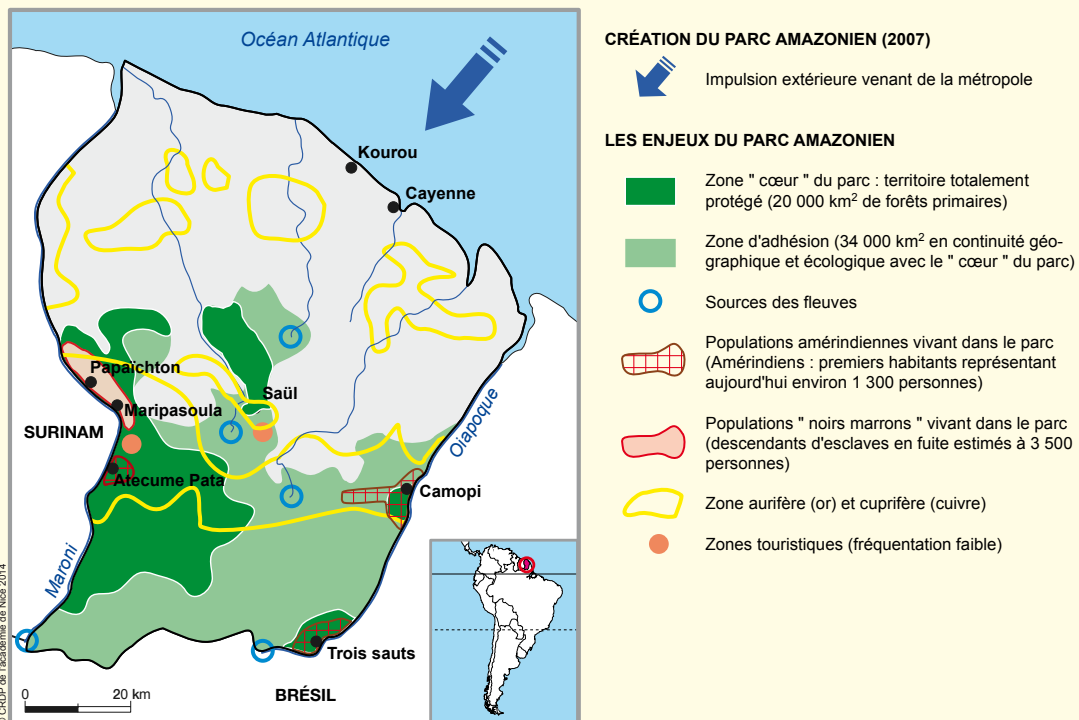 Océan Atlantique
Kourou
Cayenne
Papaïchton
Saül
Maripasoula
SURINAM
Oiapoque
Atecume Pata
Camopi
Maroni
Trois sauts
BRÉSIL
0 20 km
© CRDP de l'académie de Nice 2014
CRÉATION DU PARC AMAZONIEN (2007)
Impulsion extérieure venant de la métropole
LES ENJEUX DU PARC AMAZONIEN
Zone " cœur " du parc : territoire totalement
protégé (20 000 km² de forêts primaires)
Zone d'adhésion (34 000 km² en continuité géo-
graphique et écologique avec le " cœur " du parc)
Sources des fleuves
Populations amérindiennes vivant dans le parc
(Amérindiens : premiers habitants représentant
aujourd'hui environ 1 300 personnes)
Populations " noirs marrons " vivant dans le parc
(descendants d'esclaves en fuite estimés à 3 500
personnes)
Zone aurifère (or) et cuprifère (cuivre)
Zones touristiques (fréquentation faible)